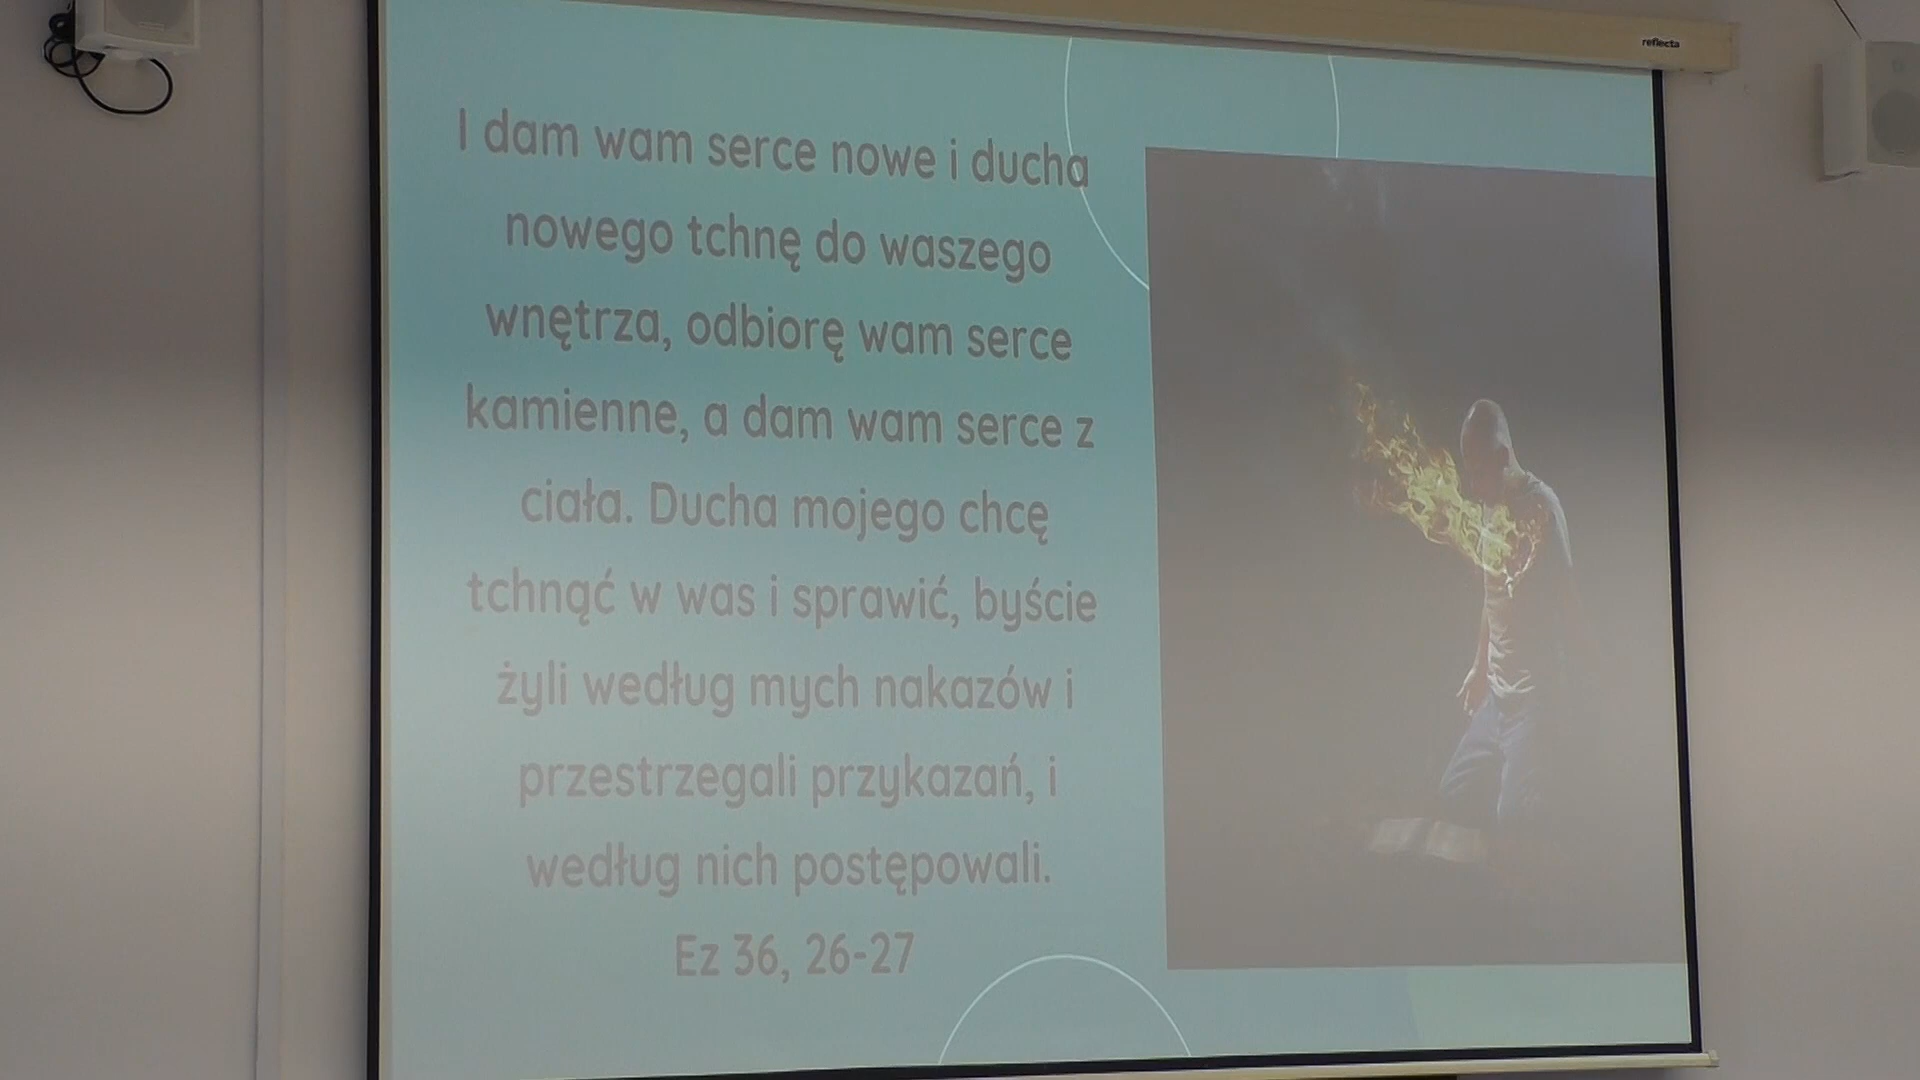 reflecta
I dam wam serce nowe i ducha
nowego tchnę do waszego
wnętrza, odbiorę wam serce
kamienne, a dam wam serce z
ciała. Ducha mojego chcę
tchnąć w was i sprawić, byście
żyli według mych nakazów i
przestrzegali przykazań, i
według nich postępowali.
Ez 36, 26-27